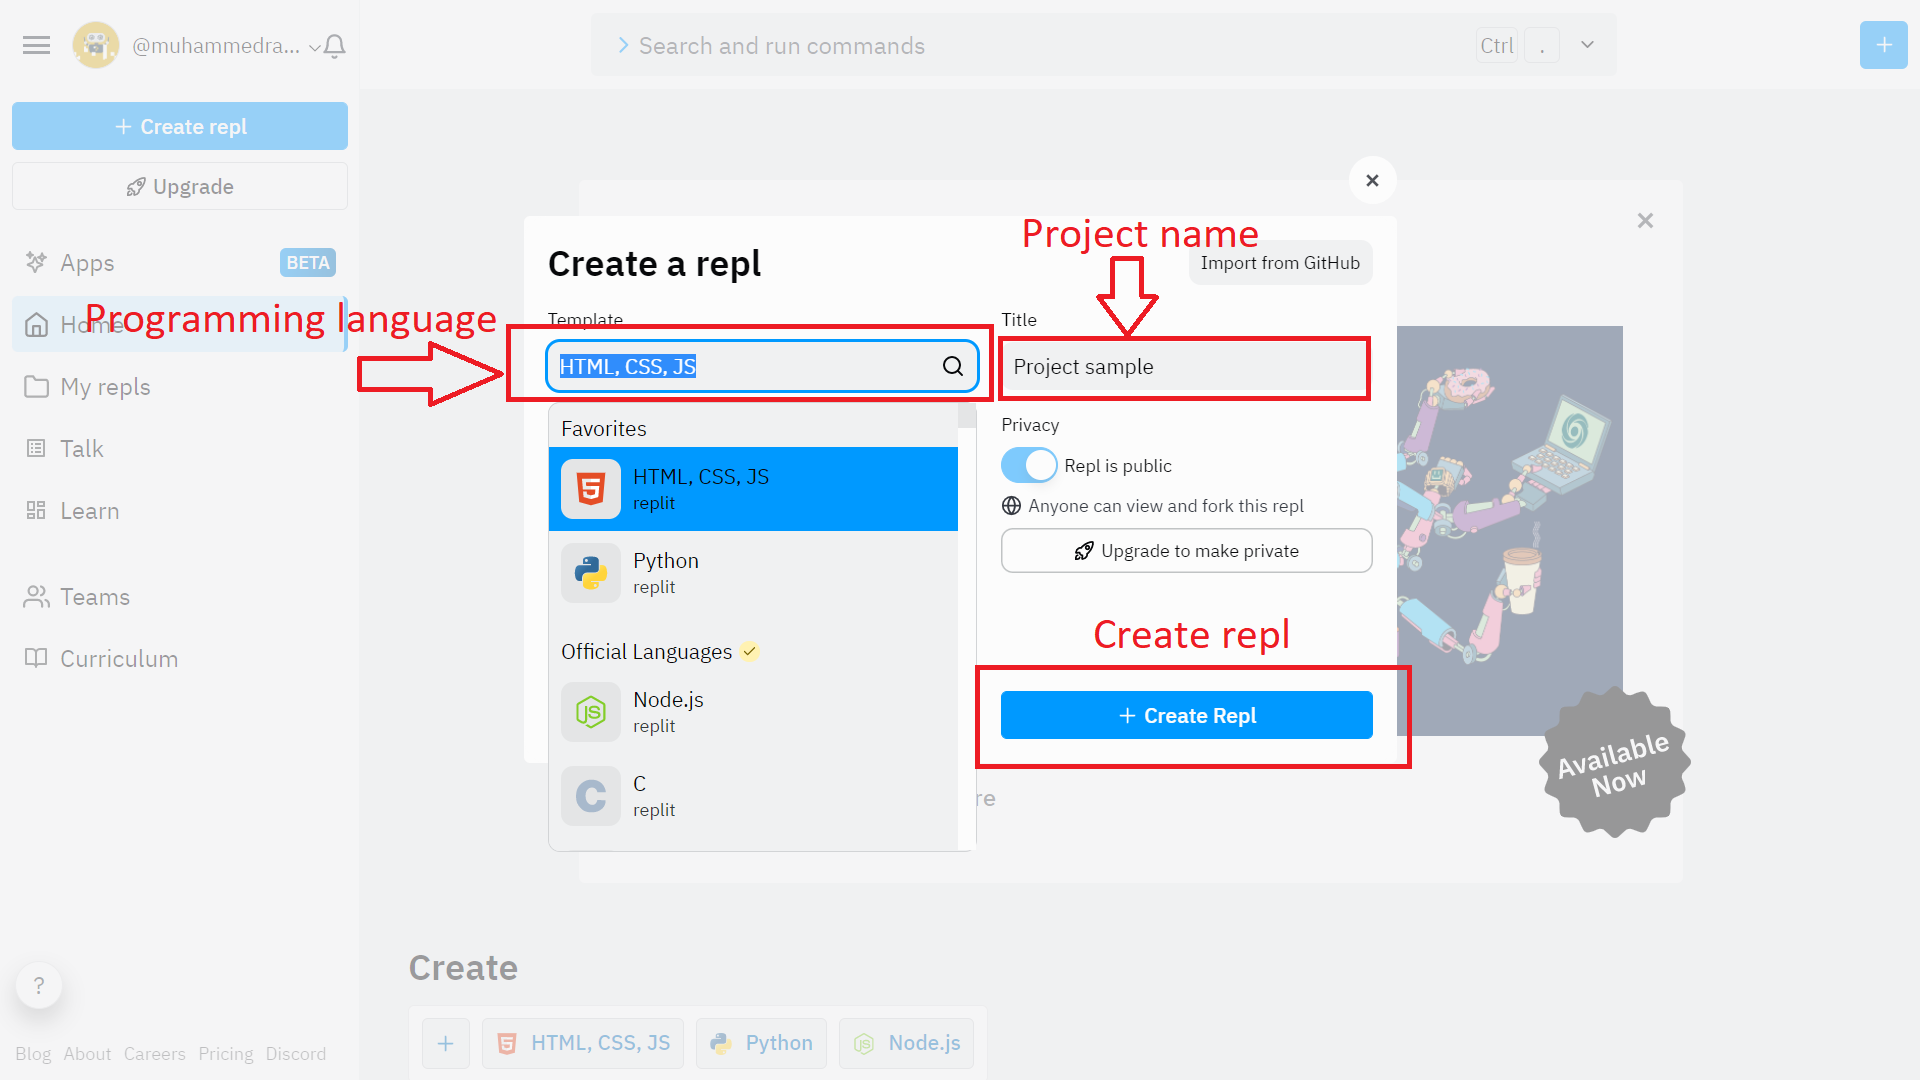 @muhammedra...
Search and run commands
Ctrl
.
+
+ Create repl
Upgrade
Apps
BETA
Home
My repls
Talk
Learn
Teams
Curriculum
?
Blog
About
Careers
Pricing
Discord
Programming language
Project name
Create a repl
Import from GitHub
Template
HTML, CSS, JS
Favorites
HTML, CSS, JS
replit
Python
replit
Official Languages
Node.js
replit
C
replit
Title
Project sample
Privacy
Repl is public
Anyone can view and fork this repl
Upgrade to make private
Create repl
+ Create Repl
re
Available
Now
Create
+
HTML, CSS, JS
Python
Node.js